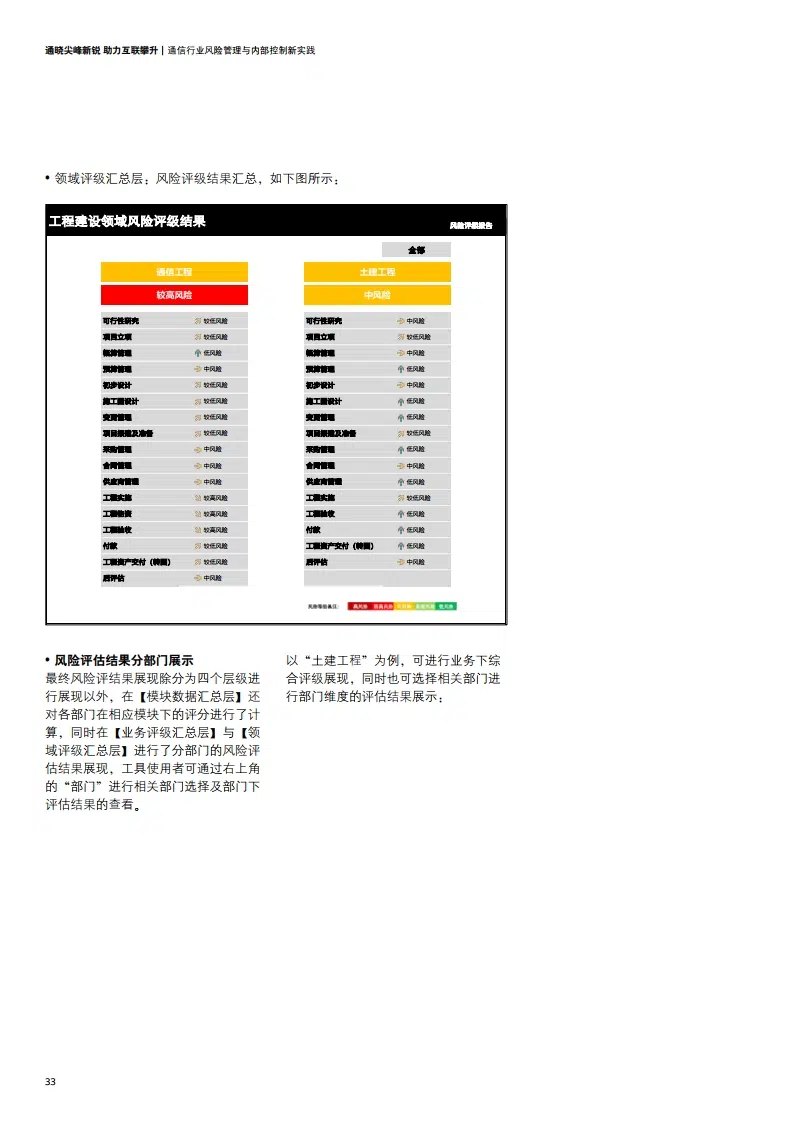 通晓尖峰新锐 助力互联攀升 | 通信行业风险管理与内部控制新实践
• 领域评级汇总层：风险评级结果汇总，如下图所示：
工程建设领域风险评级结果
风险评级报告
全部
通信工程
较高风险
可行性研究 较低风险
项目立项 较低风险
概算管理 低风险
预算管理 中风险
初步设计 较低风险
施工图设计 较低风险
变更管理 较低风险
项目报建及准备 较低风险
采购管理 中风险
合同管理 中风险
供应商管理 中风险
工程实施 较高风险
工程物资 较高风险
工程验收 较高风险
付款 较低风险
工程资产交付（转固） 较低风险
后评估 中风险
土建工程
中风险
可行性研究 中风险
项目立项 较低风险
概算管理 中风险
预算管理 低风险
初步设计 中风险
施工图设计 低风险
变更管理 低风险
项目报建及准备 较低风险
采购管理 低风险
合同管理 中风险
供应商管理 低风险
工程实施 较低风险
工程验收 低风险
付款 低风险
工程资产交付（转固） 低风险
后评估 中风险
风险等级备注： 高风险 较高风险 中风险 较低风险 低风险
• 风险评估结果分部门展示
最终风险评结果展现除分为四个层级进
行展现以外，在【模块数据汇总层】还
对各部门在相应模块下的评分进行了计
算，同时在【业务评级汇总层】与【领
域评级汇总层】进行了分部门的风险评
估结果展现，工具使用者可通过右上角
的“部门”进行相关部门选择及部门下
评估结果的查看。
以“土建工程”为例，可进行业务下综
合评级展现，同时也可选择相关部门进
行部门维度的评估结果展示：
33